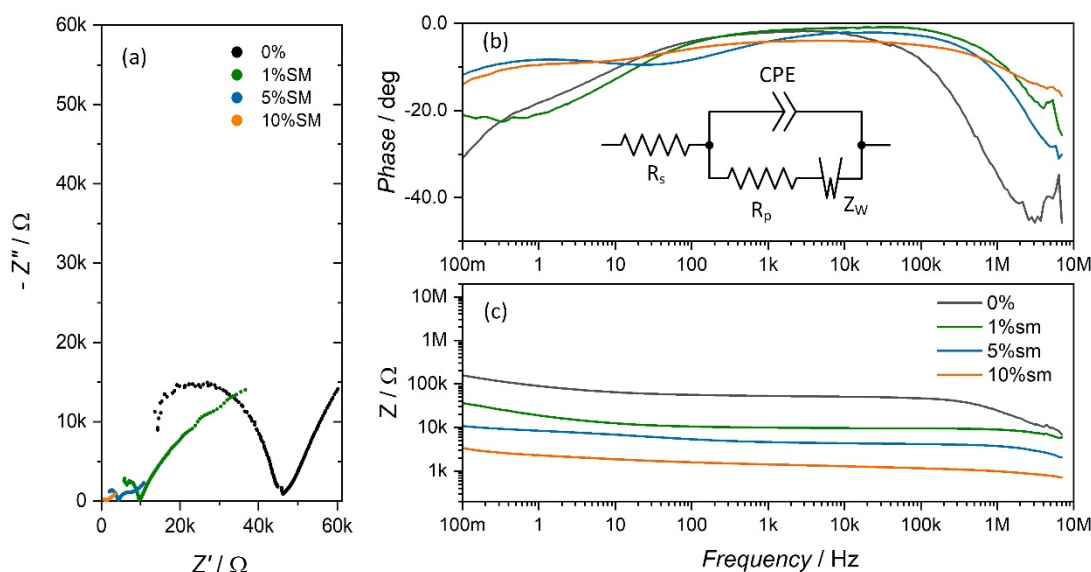 (a)
60k
50k
40k
30k
20k
10k
0
0 20k 40k 60k
- Z″ / Ω
Z′ / Ω
0%
1%SM
5%SM
10%SM
(b)
0.0
-20.0
-40.0
Phase / deg
CPE
Rₛ
Rₚ
Z_W
100m 1 10 100 1k 10k 100k 1M 10M
(c)
10M
1M
100k
10k
1k
Z / Ω
0%
1%sm
5%sm
10%sm
100m 1 10 100 1k 10k 100k 1M 10M
Frequency / Hz